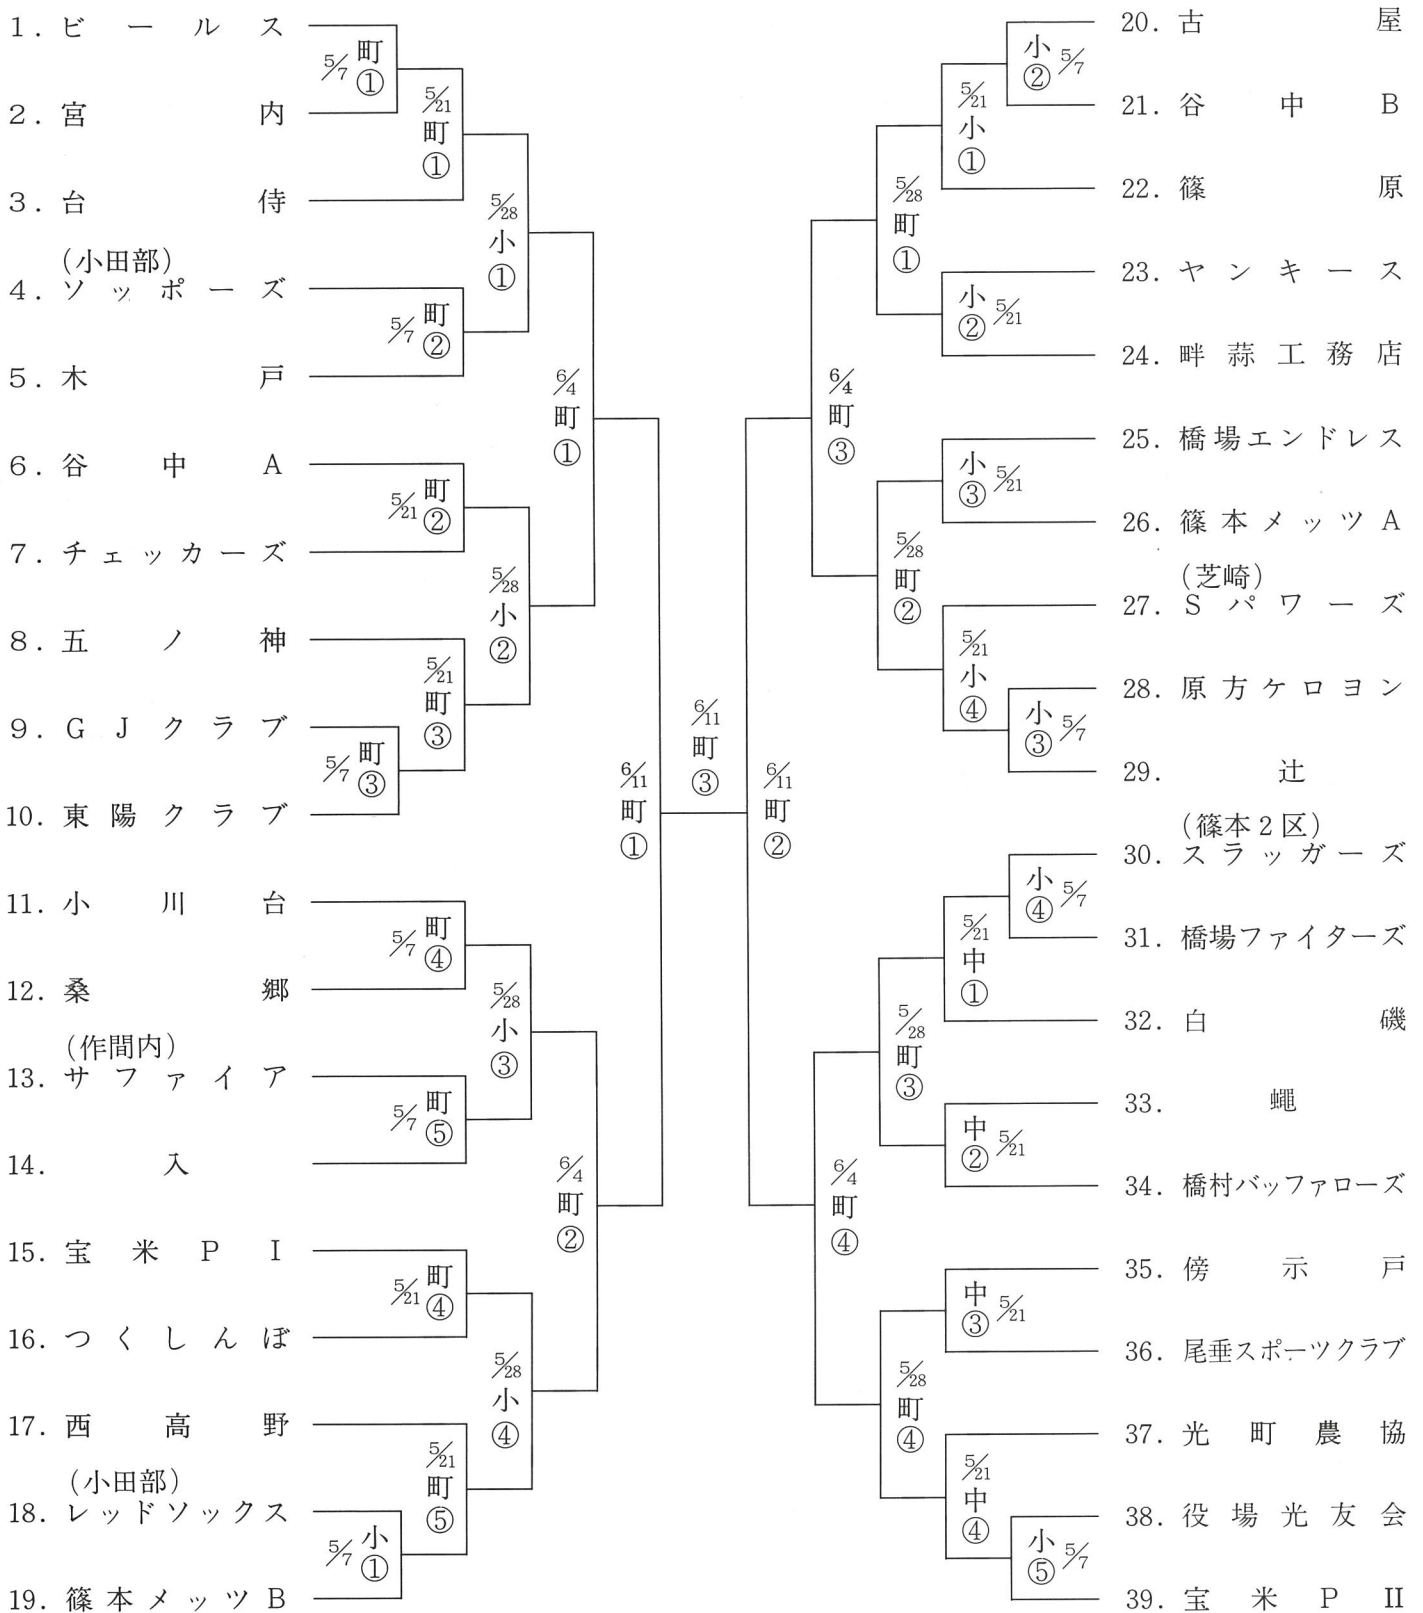 1. ビールス
5/7 町①
2. 宮内
5/21 町①
3. 台侍
5/28 小①
(小田部)
4. ソッポーズ
5/7 町②
5. 木戸
6/4 町①
6. 谷中A
5/21 町②
7. チェッカーズ
5/28 小②
8. 五ノ神
5/21 町③
9. GJクラブ
5/7 町③
10. 東陽クラブ
6/11 町①
11. 小川台
5/7 町④
12. 桑郷
5/28 小③
(作間内)
13. サファイア
5/7 町⑤
14. 入
6/4 町②
15. 宝米PI
5/21 町④
16. つくしんぼ
5/28 小④
17. 西高野
5/21 町⑤
(小田部)
18. レッドソックス
5/7 小①
19. 篠本メッツB
6/11 町③
20. 古屋
小② 5/7
21. 谷中B
5/21 小①
22. 篠原
5/28 町①
23. ヤンキース
小② 5/21
24. 畔蒜工務店
6/4 町③
25. 橋場エンドレス
小③ 5/21
26. 篠本メッツA
5/28 町②
(芝崎)
27. Sパワーズ
5/21 小④
28. 原方ケロヨン
小③ 5/7
29. 辻
6/11 町②
(篠本2区)
30. スラッガーズ
小④ 5/7
31. 橋場ファイターズ
5/21 中①
32. 白磯
5/28 町③
33. 蠅
中② 5/21
34. 橋村バッファローズ
6/4 町④
35. 傍示戸
中③ 5/21
36. 尾垂スポーツクラブ
5/28 町④
37. 光町農協
5/21 中④
38. 役場光友会
小⑤ 5/7
39. 宝米PII